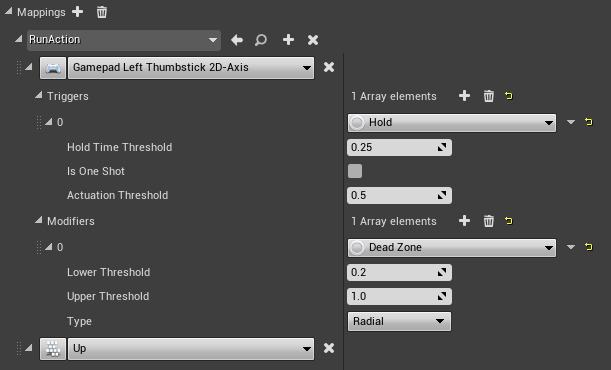 Mappings
RunAction
Gamepad Left Thumbstick 2D-Axis
Triggers 1 Array elements
0 Hold
Hold Time Threshold 0.25
Is One Shot
Actuation Threshold 0.5
Modifiers 1 Array elements
0 Dead Zone
Lower Threshold 0.2
Upper Threshold 1.0
Type Radial
Up